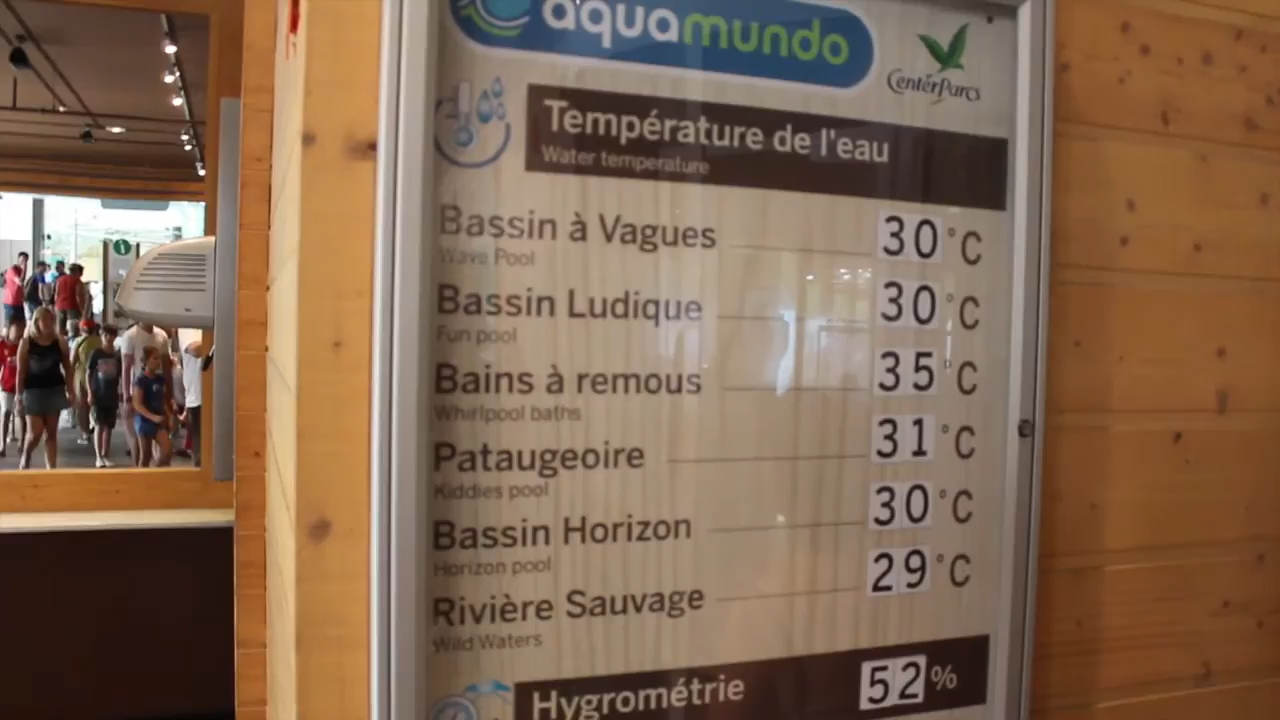 aquamundo
CenterParcs
Température de l'eau
Water temperature
Bassin à Vagues 30°C
Wave Pool
Bassin Ludique 30°C
Fun pool
Bains à remous 35°C
Whirlpool baths
Pataugeoire 31°C
Kiddies pool
Bassin Horizon 30°C
Horizon pool
Rivière Sauvage 29°C
Wild Waters
Hygrométrie 52%